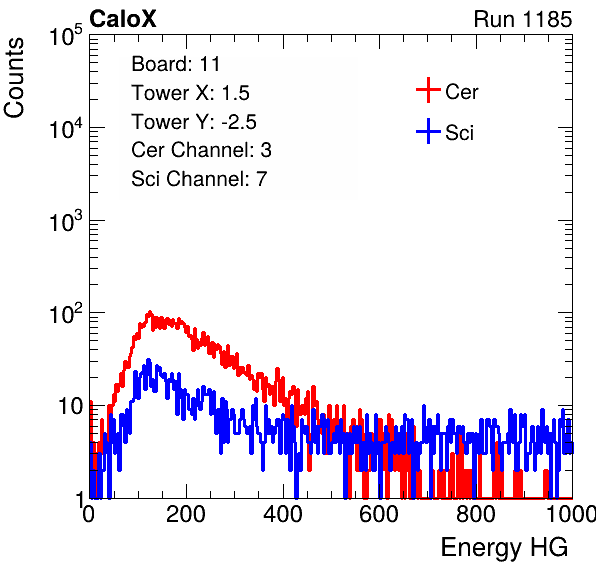 CaloX
Run 1185
Counts
10^5
10^4
10^3
10^2
10
1
Board: 11
Tower X: 1.5
Tower Y: -2.5
Cer Channel: 3
Sci Channel: 7
Cer
Sci
0 200 400 600 800 1000
Energy HG